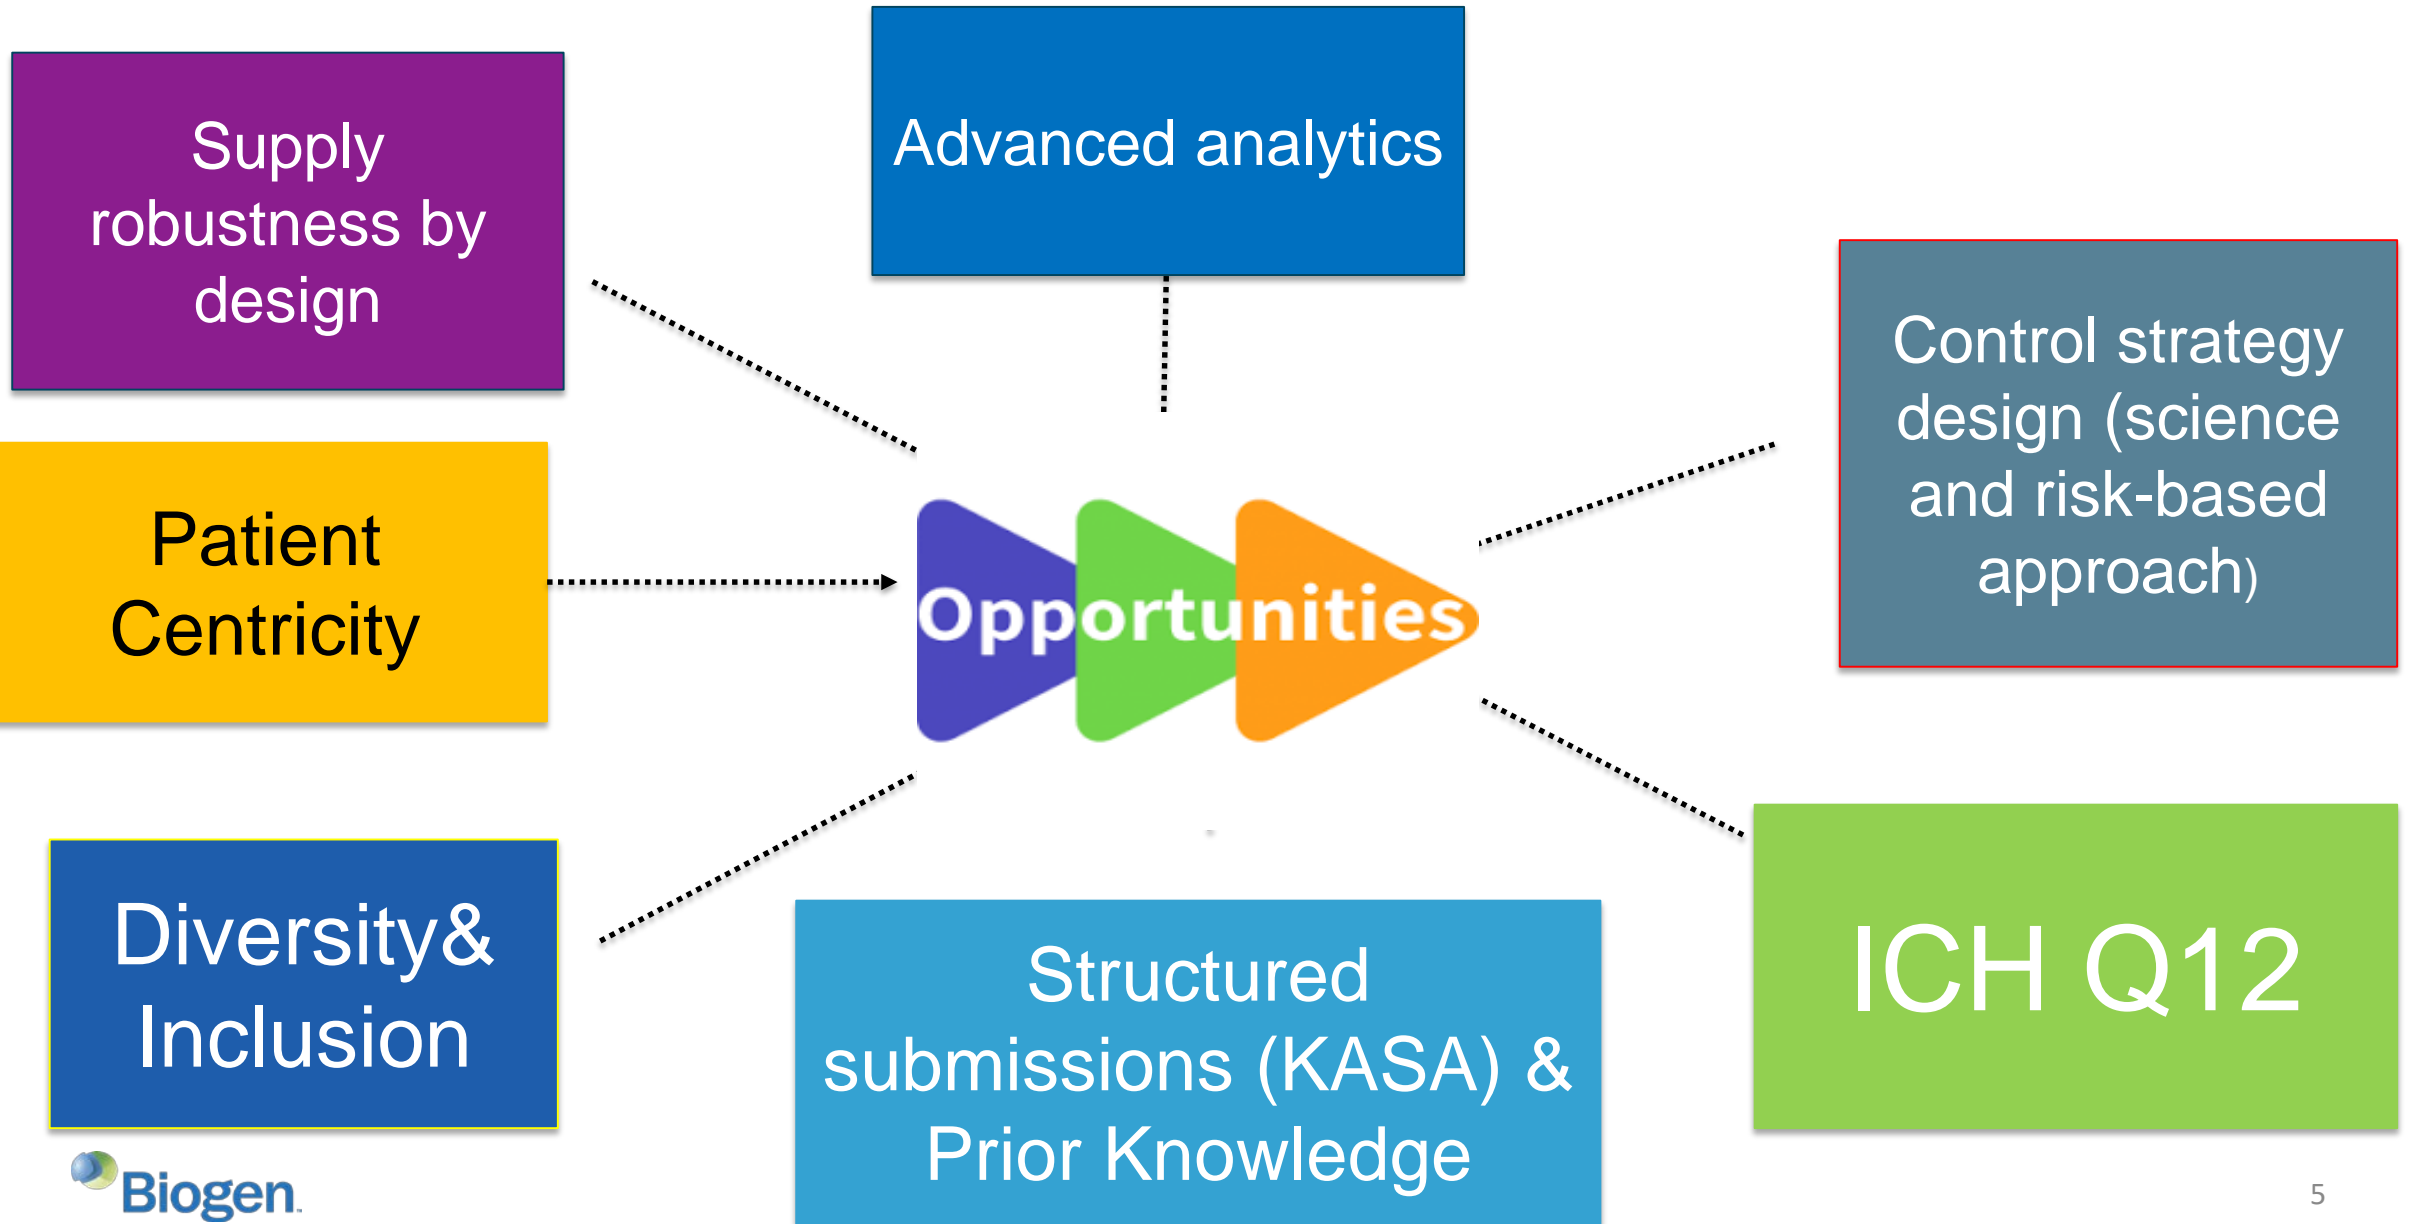 Supply
robustness by
design
Advanced analytics
Control strategy
design (science
and risk-based
approach)
Patient
Centricity
Opportunities
Diversity&
Inclusion
Structured
submissions (KASA) &
Prior Knowledge
ICH Q12
Biogen™
5